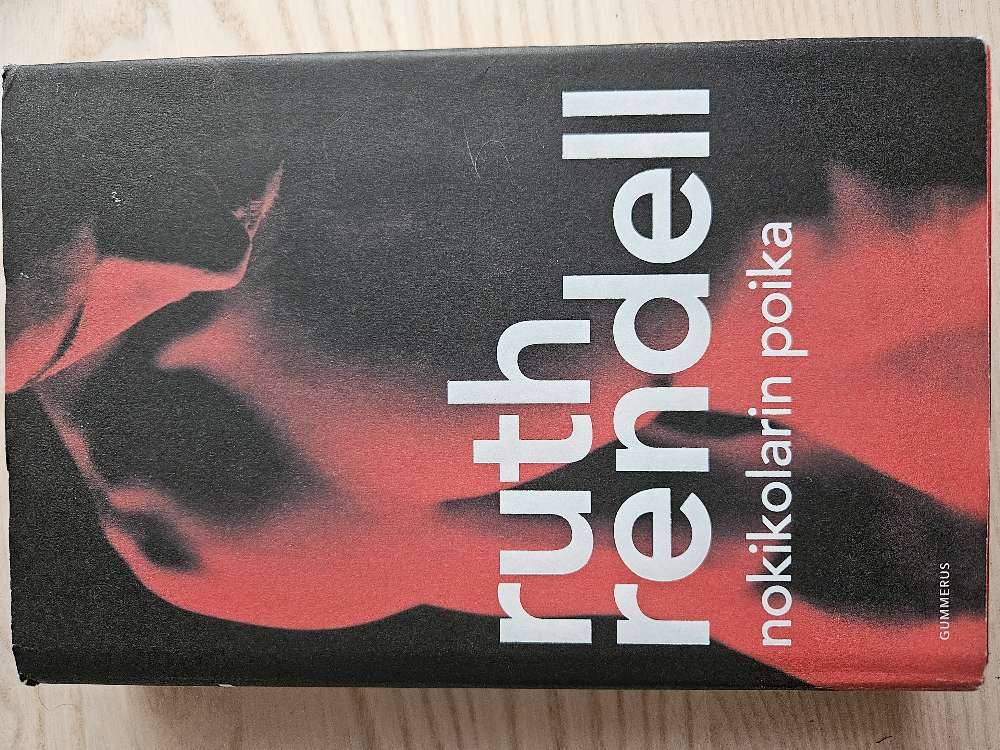 ruth
rendell
nokikolarin poika
GUMMERUS